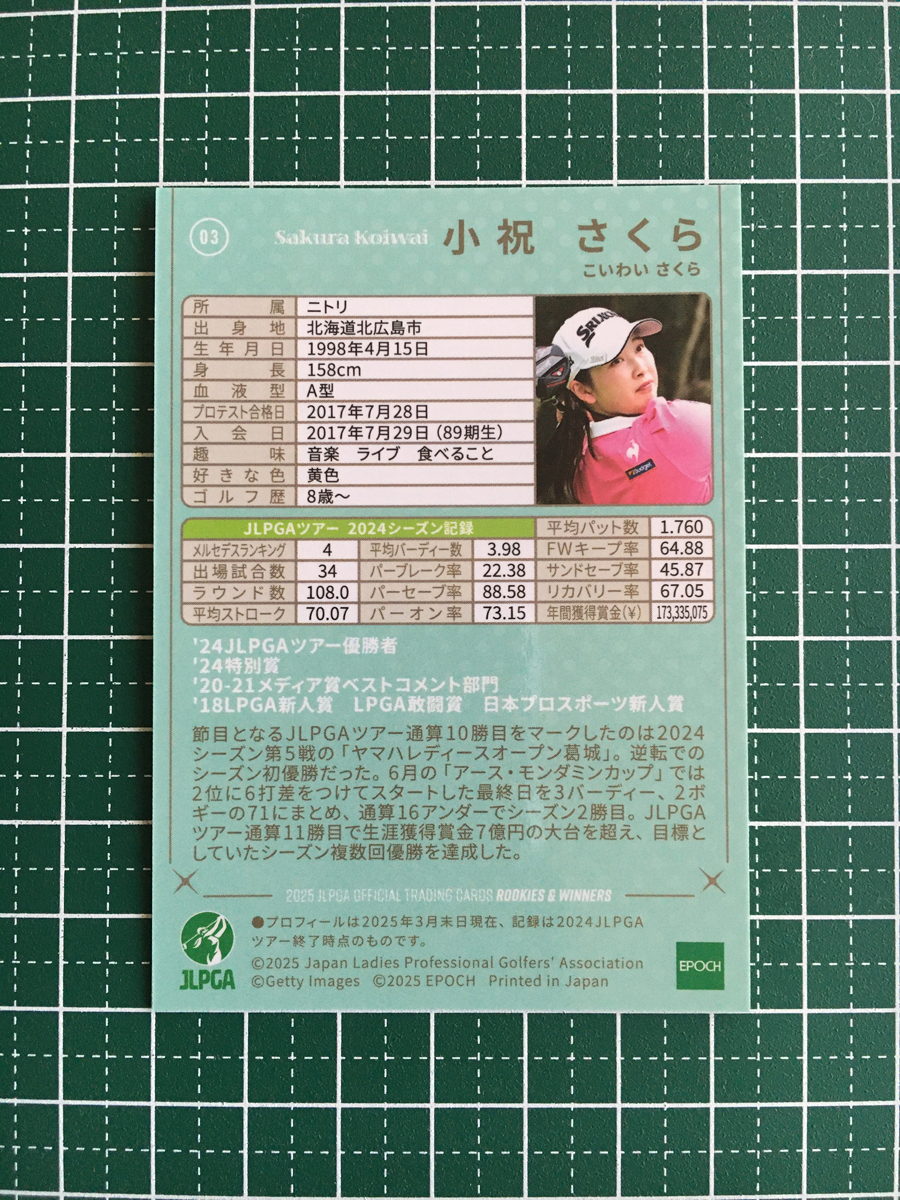 03 Sakura Koiwai 小祝 さくら
こいわい さくら
所属 ニトリ
出身地 北海道北広島市
生年月日 1998年4月15日
身長 158cm
血液型 A型
プロテスト合格日 2017年7月28日
入会日 2017年7月29日（89期生）
趣味 音楽 ライブ 食べること
好きな色 黄色
ゴルフ歴 8歳〜
SRIXON
JLPGAツアー 2024シーズン記録 平均パット数 1.760
メルセデスランキング 4 平均バーディー数 3.98 FWキープ率 64.88
出場試合数 34 パーブレーク率 22.38 サンドセーブ率 45.87
ラウンド数 108.0 パーセーブ率 88.58 リカバリー率 67.05
平均ストローク 70.07 パーオン率 73.15 年間獲得賞金(¥) 173,335,075
'24JLPGAツアー優勝者
'24特別賞
'20-21メディア賞ベストコメント部門
'18LPGA新人賞 LPGA敢闘賞 日本プロスポーツ新人賞
節目となるJLPGAツアー通算10勝目をマークしたのは2024
シーズン第5戦の「ヤマハレディースオープン葛城」。逆転での
シーズン初優勝だった。6月の「アース・モンダミンカップ」では
2位に6打差をつけてスタートした最終日を3バーディー、2ボ
ギーの71にまとめ、通算16アンダーでシーズン2勝目。JLPGA
ツアー通算11勝目で生涯獲得賞金7億円の大台を超え、目標と
していたシーズン複数回優勝を達成した。
2025 JLPGA OFFICIAL TRADING CARDS ROOKIES & WINNERS
●プロフィールは2025年3月末日現在、記録は2024JLPGA
ツアー終了時点のものです。
©2025 Japan Ladies Professional Golfers' Association
©Getty Images ©2025 EPOCH Printed in Japan
JLPGA
EPOCH